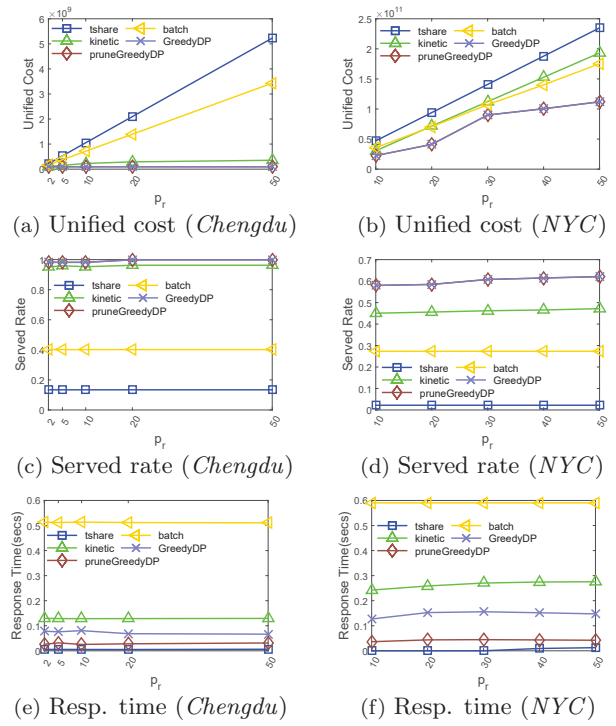 ×10^9
6
5
4
3
2
1
0
Unified Cost
tshare
kinetic
pruneGreedyDP
batch
GreedyDP
2
5
10
20
50
p_r
(a) Unified cost (Chengdu)
×10^11
2.5
2
1.5
1
0.5
0
Unified Cost
tshare
kinetic
pruneGreedyDP
batch
GreedyDP
10
20
30
40
50
p_r
(b) Unified cost (NYC)
1
0.8
0.6
0.4
0.2
0
Served Rate
tshare
kinetic
pruneGreedyDP
batch
GreedyDP
2
5
10
20
50
p_r
(c) Served rate (Chengdu)
0.7
0.6
0.5
0.4
0.3
0.2
0.1
0
Served Rate
tshare
kinetic
pruneGreedyDP
batch
GreedyDP
10
20
30
40
50
p_r
(d) Served rate (NYC)
0.6
0.5
0.4
0.3
0.2
0.1
0
Response Time(secs)
tshare
kinetic
pruneGreedyDP
batch
GreedyDP
2
5
10
20
50
p_r
(e) Resp. time (Chengdu)
0.6
0.5
0.4
0.3
0.2
0.1
0
Response Time(secs)
tshare
kinetic
pruneGreedyDP
batch
GreedyDP
10
20
30
40
50
p_r
(f) Resp. time (NYC)